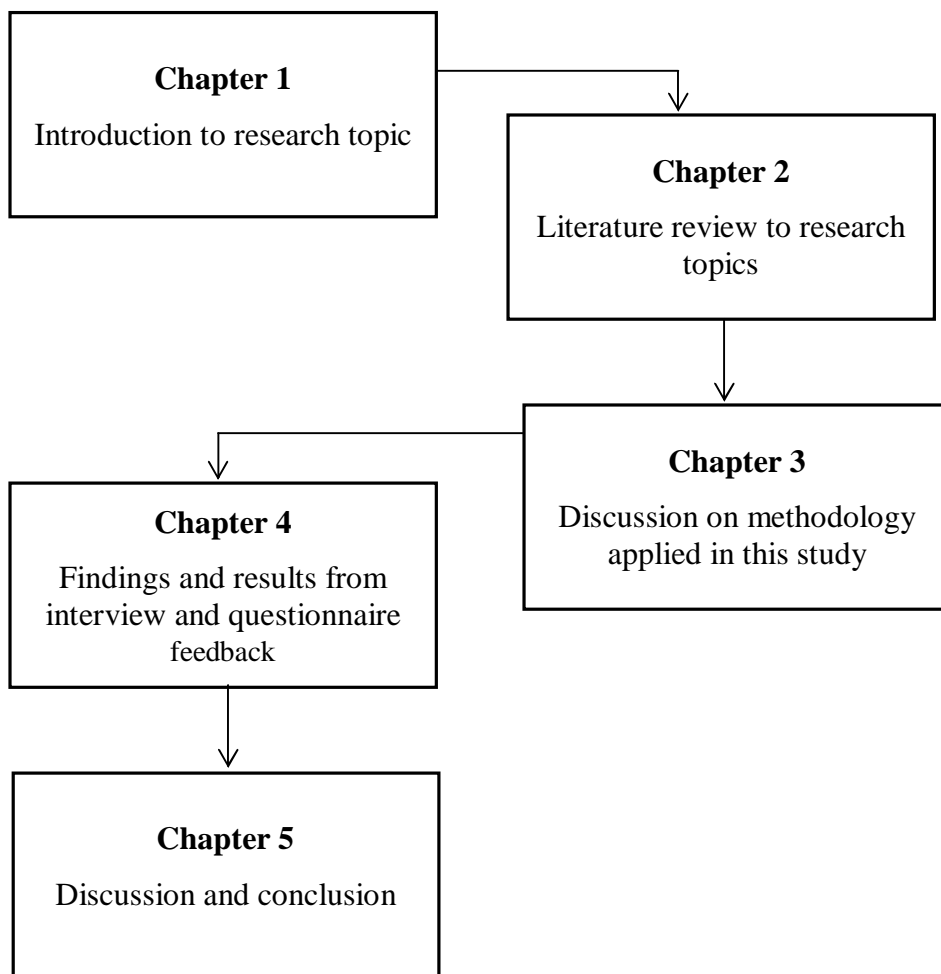 Chapter 1
Introduction to research topic
Chapter 2
Literature review to research
topics
Chapter 3
Discussion on methodology
applied in this study
Chapter 4
Findings and results from
interview and questionnaire
feedback
Chapter 5
Discussion and conclusion